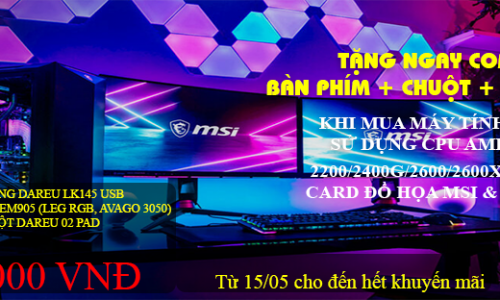 TẶNG NGAY CO
BÀN PHÍM + CHUỘT +
KHI MUA MÁY TÍNH
SỬ DỤNG CPU AM
2200/2400G/2600/2600X
CARD ĐỒ HỌA MSI &
msi
msi
NG DAREU LK145 USB
EM905 (LEG RGB, AVAGO 3050)
ỘT DAREU 02 PAD
000 VNĐ
Từ 15/05 cho đến hết khuyến mãi